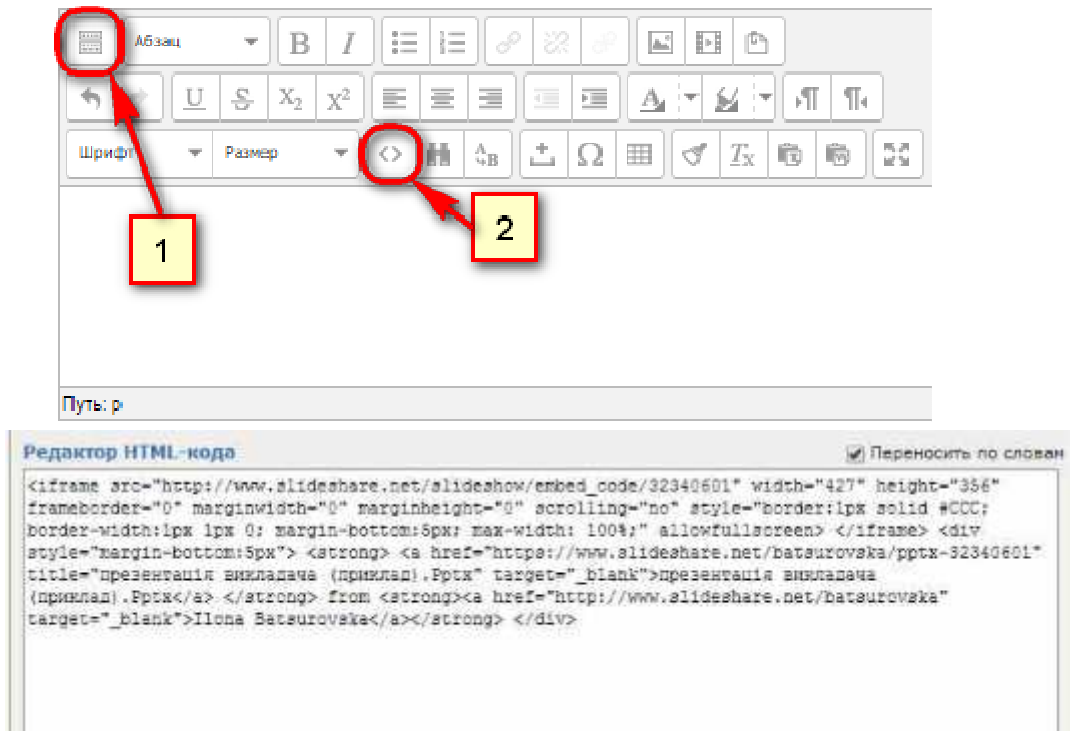 Абзац B I
U S X₂ X² A
Шрифт Размер <> A B Ω Tx
1
2
Путь: p
Редактор HTML-кода Переносить по словам
<iframe src="http://www.slideshare.net/slideshow/embed_code/32340601" width="427" height="356"
frameborder="0" marginwidth="0" marginheight="0" scrolling="no" style="border:1px solid #CCC;
border-width:1px 1px 0; margin-bottom:5px; max-width: 100%;" allowfullscreen> </iframe> <div
style="margin-bottom:5px"> <strong> <a href="https://www.slideshare.net/batsurovska/pptx-32340601"
title="презентація викладача (приклад).Pptx" target="_blank">презентація викладача
(приклад).Pptx</a> </strong> from <strong><a href="http://www.slideshare.net/batsurovska"
target="_blank">Ilona Batsurovska</a></strong> </div>